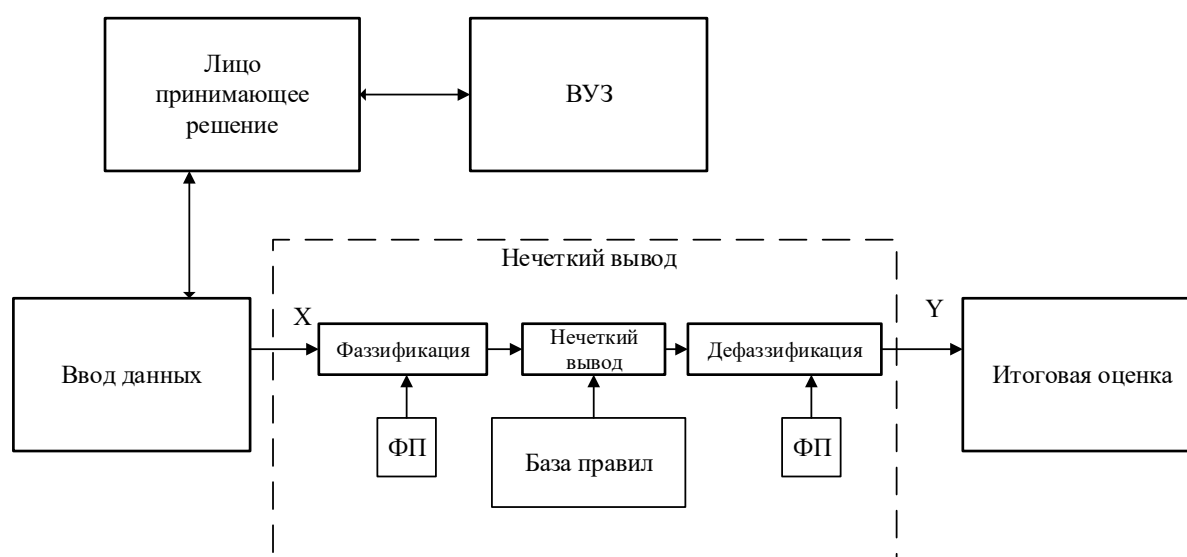 Лицо
принимающее
решение
ВУЗ
Нечеткий вывод
Ввод данных
X
Фаззификация
Нечеткий
вывод
Дефаззификация
Y
Итоговая оценка
ФП
База правил
ФП